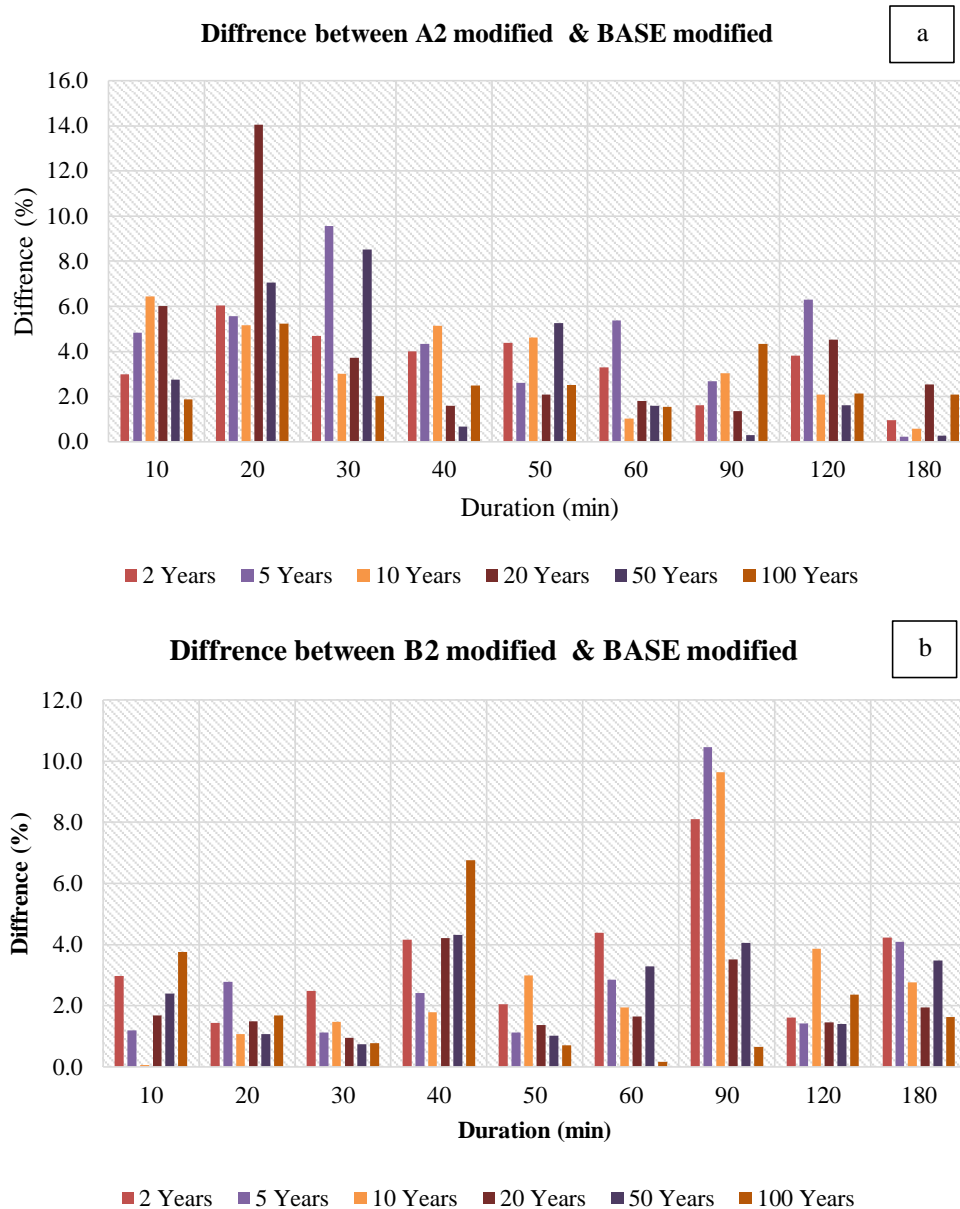 Diffrence between A2 modified & BASE modified
a
16.0
14.0
12.0
10.0
8.0
6.0
4.0
2.0
0.0
Diffrence (%)
10 20 30 40 50 60 90 120 180
Duration (min)
2 Years 5 Years 10 Years 20 Years 50 Years 100 Years
Diffrence between B2 modified & BASE modified
b
12.0
10.0
8.0
6.0
4.0
2.0
0.0
Diffrence (%)
10 20 30 40 50 60 90 120 180
Duration (min)
2 Years 5 Years 10 Years 20 Years 50 Years 100 Years